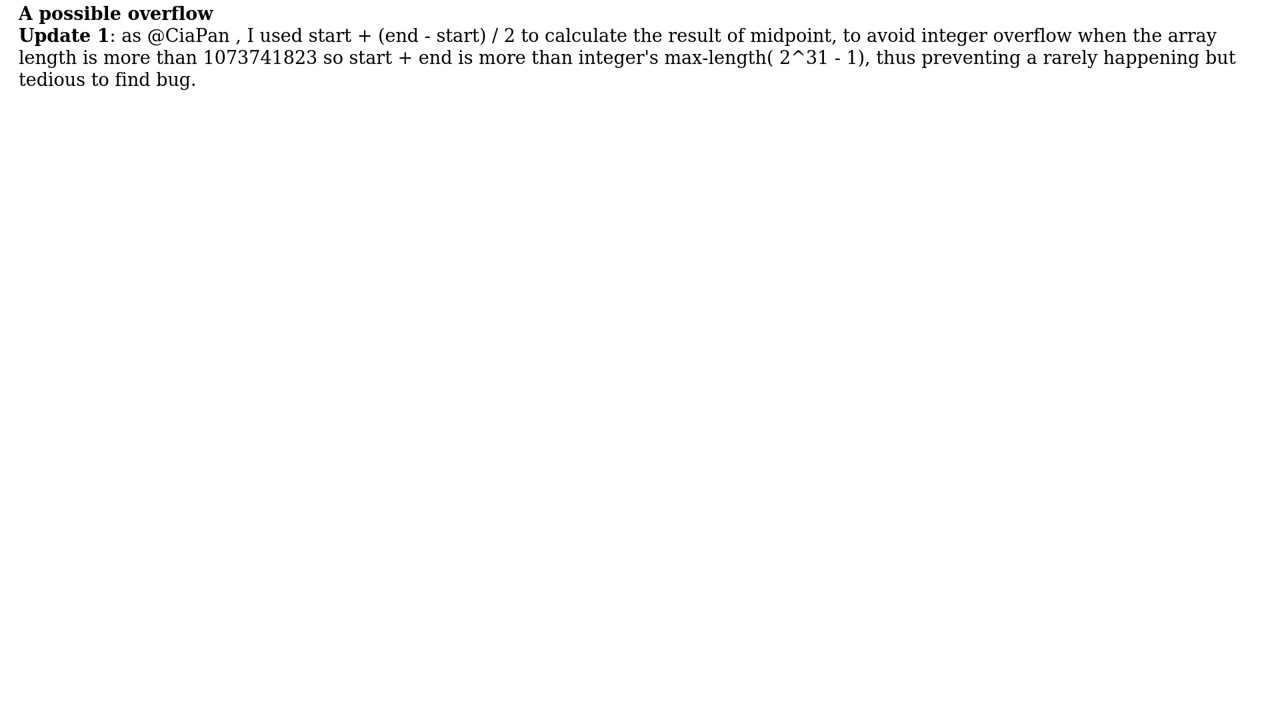 A possible overflow
Update 1: as @CiaPan , I used start + (end - start) / 2 to calculate the result of midpoint, to avoid integer overflow when the array
length is more than 1073741823 so start + end is more than integer's max-length( 2^31 - 1), thus preventing a rarely happening but
tedious to find bug.